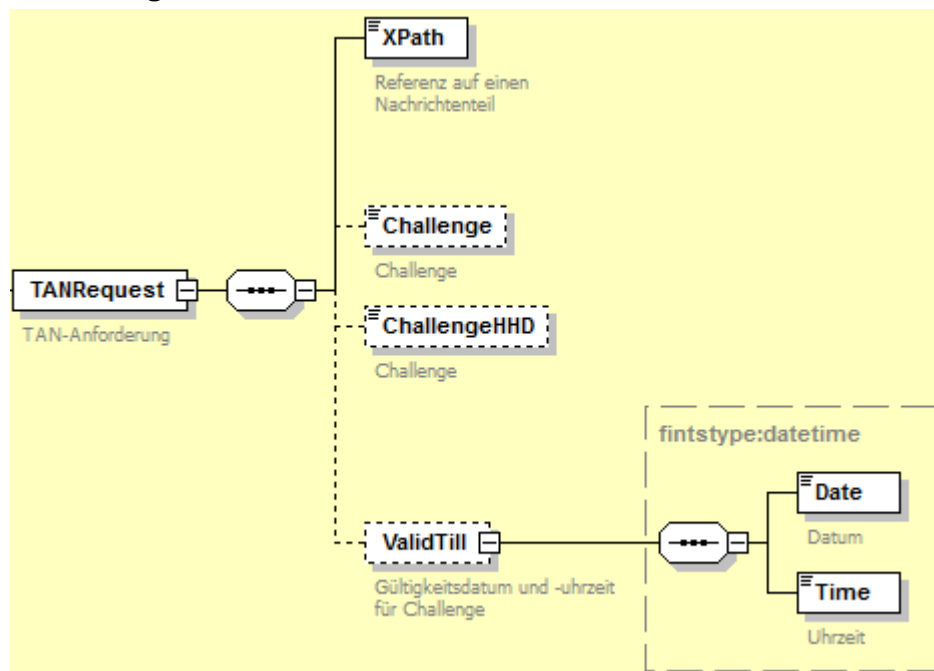 XPath
Referenz auf einen
Nachrichtenteil
Challenge
Challenge
TANRequest
TAN-Anforderung
ChallengeHHD
Challenge
fintstype:datetime
Date
Datum
ValidTill
Gültigkeitsdatum und -uhrzeit
für Challenge
Time
Uhrzeit